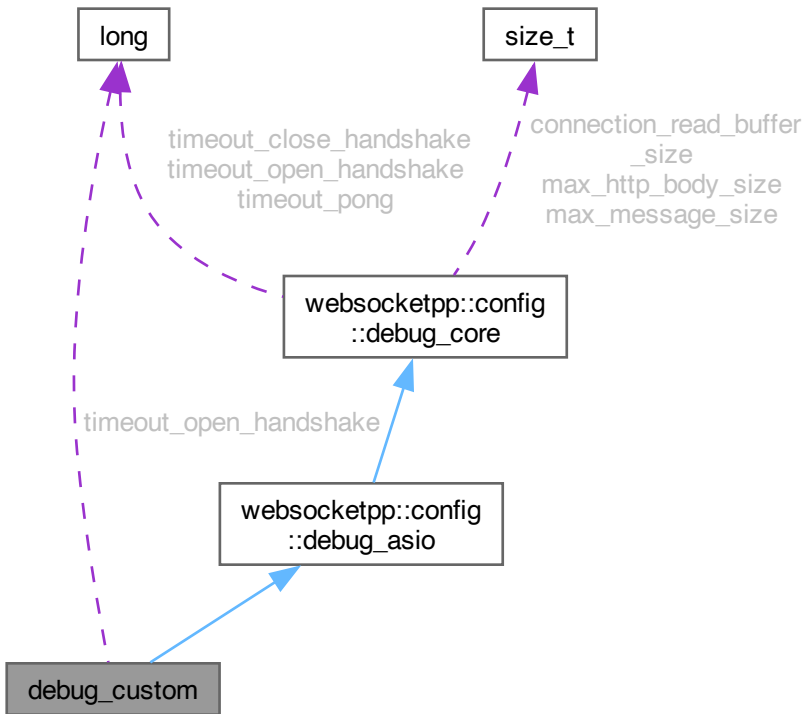 long
size_t
timeout_close_handshake
timeout_open_handshake
timeout_pong
connection_read_buffer
_size
max_http_body_size
max_message_size
websocketpp::config
::debug_core
timeout_open_handshake
websocketpp::config
::debug_asio
debug_custom